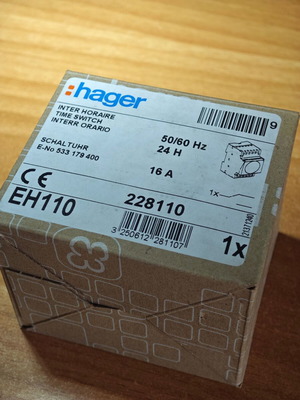 :hager
INTER HORAIRE
TIME SWITCH
INTERR ORARIO
SCHALTUHR
E-No 533 179 400
50/60 Hz
24 H
16 A
9
1x
CE
EH110
228110
3 250612 281107
1x